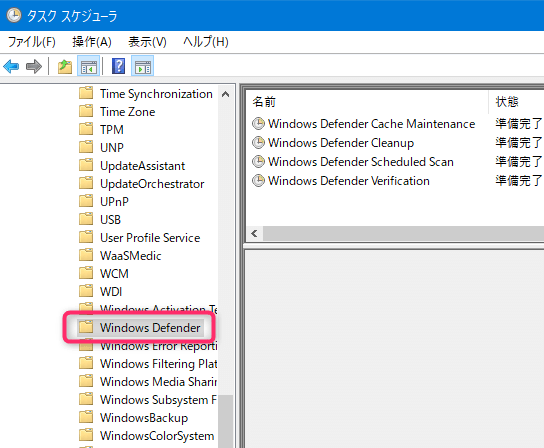 タスク スケジューラ
ファイル(F) 操作(A) 表示(V) ヘルプ(H)
Time Synchronization
Time Zone
TPM
UNP
UpdateAssistant
UpdateOrchestrator
UPnP
USB
User Profile Service
WaaSMedic
WCM
WDI
Windows Activation Te
Windows Defender
Windows Error Reporti
Windows Filtering Plat
Windows Media Sharin
Windows Subsystem F
WindowsBackup
WindowsColorSystem
名前 状態
Windows Defender Cache Maintenance 準備完了
Windows Defender Cleanup 準備完了
Windows Defender Scheduled Scan 準備完了
Windows Defender Verification 準備完了